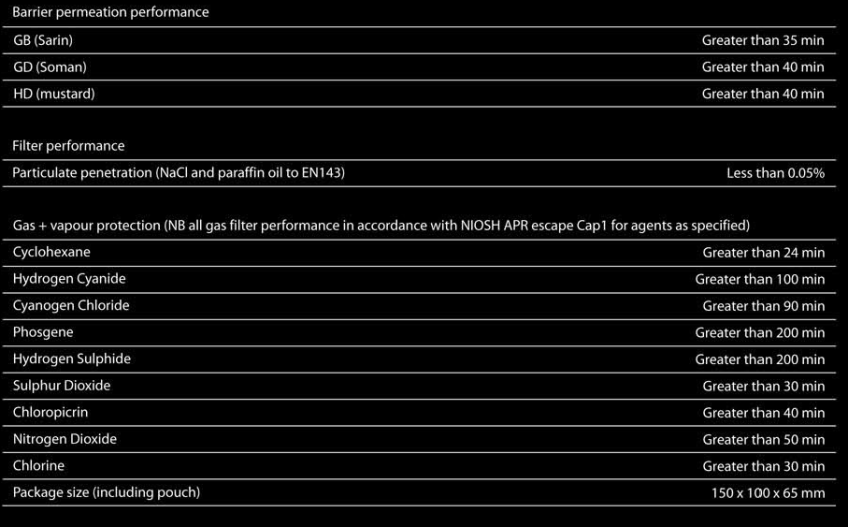 Barrier permeation performance
GB (Sarin) Greater than 35 min
GD (Soman) Greater than 40 min
HD (mustard) Greater than 40 min
Filter performance
Particulate penetration (NaCl and paraffin oil to EN143) Less than 0.05%
Gas + vapour protection (NB all gas filter performance in accordance with NIOSH APR escape Cap1 for agents as specified)
Cyclohexane Greater than 24 min
Hydrogen Cyanide Greater than 100 min
Cyanogen Chloride Greater than 90 min
Phosgene Greater than 200 min
Hydrogen Sulphide Greater than 200 min
Sulphur Dioxide Greater than 30 min
Chloropicrin Greater than 40 min
Nitrogen Dioxide Greater than 50 min
Chlorine Greater than 30 min
Package size (including pouch) 150 x 100 x 65 mm